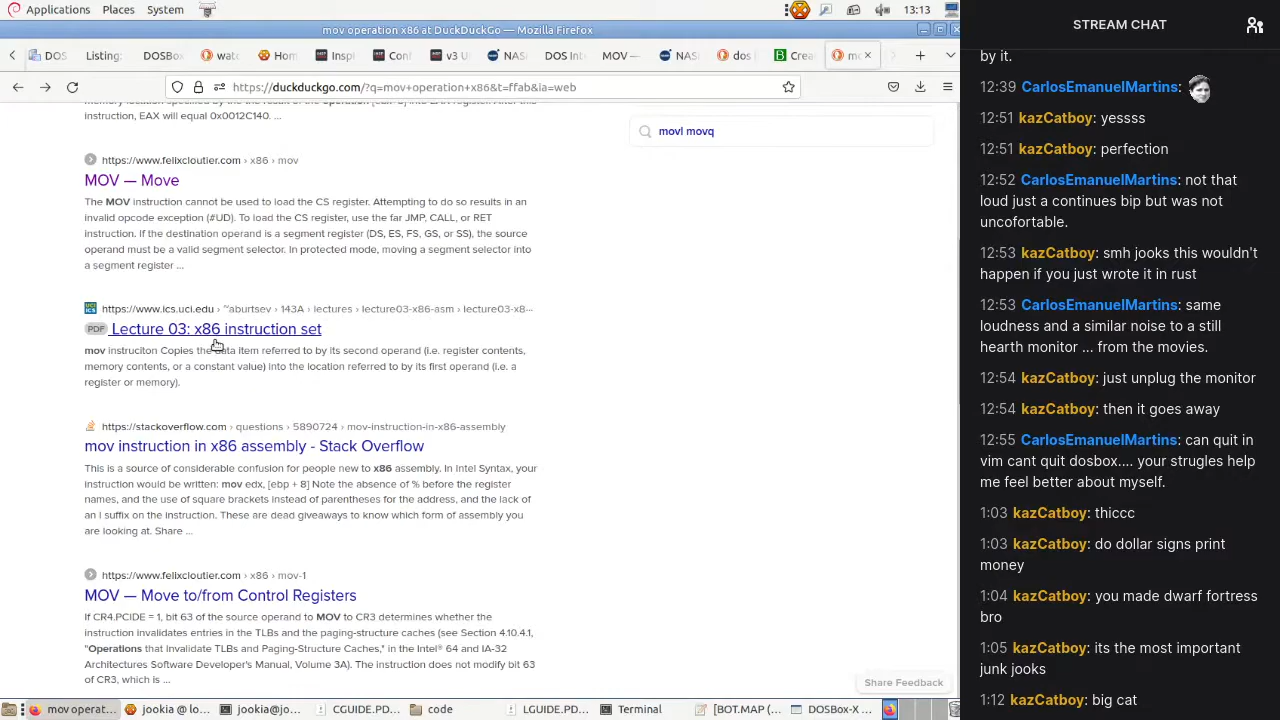 Applications Places System 13:13
mov operation x86 at DuckDuckGo — Mozilla Firefox
DOS Listing: DOSBo wat Hom Inspi Cont v3 U NAS Inst DOS MOV — NAS DOS B Crea mc
https://duckduckgo.com/?q=mov+operation+x86&t=ffab&ia=web
this instruction,
EAX will equal 0x0012C140. ...
movl movq
https://www.felixcloutier.com › x86 › mov
MOV — Move
The MOV instruction cannot be used to load the CS register. Attempting to do so results in an
invalid opcode exception (#UD). To load the CS register, use the far JMP, CALL, or RET
instruction. If the destination operand is a segment register (DS, ES, FS, GS, or SS), the source
operand must be a valid segment selector. In protected mode, moving a segment selector into
a segment register ...
https://www.ics.uci.edu › ~aburtsev › 143A › lectures › lecture03-x86-asm › lecture03-x8···
PDF Lecture 03: x86 instruction set
mov instruciton Copies the data item referred to by its second operand (i.e. register contents,
memory contents, or a constant value) into the location referred to by its first operand (i.e. a
register or memory).
https://stackoverflow.com › questions › 5890724 › mov-instruction-in-x86-assembly
mov instruction in x86 assembly - Stack Overflow
This is a source of considerable confusion for people new to x86 assembly. In Intel Syntax, your
instruction would be written: mov edx, [ebp + 8] Note the absence of % before the register
names, and the use of square brackets instead of parentheses for the address, and the lack of
an l suffix on the instruction. These are dead giveaways to know which form of assembly you
are looking at. Share ...
https://www.felixcloutier.com › x86 › mov-1
MOV — Move to/from Control Registers
If CR4.PCIDE = 1, bit 63 of the source operand to MOV to CR3 determines whether the
instruction invalidates entries in the TLBs and the paging-structure caches (see Section 4.10.4.1,
"Operations that Invalidate TLBs and Paging-Structure Caches," in the Intel® 64 and IA-32
Architectures Software Developer's Manual, Volume 3A). The instruction does not modify bit 63
of CR3, which is ...
Share Feedback
mov operat... jookia @ lo... jookia@jo... CGUIDE.PD... code LGUIDE.PD... Terminal [BOT.MAP (... DOSBox-X ...
STREAM CHAT
by it.
12:39 CarlosEmanuelMartins:
12:51 kazCatboy: yessss
12:51 kazCatboy: perfection
12:52 CarlosEmanuelMartins: not that
loud just a continues bip but was not
uncofortable.
12:53 kazCatboy: smh jooks this wouldn't
happen if you just wrote it in rust
12:53 CarlosEmanuelMartins: same
loudness and a similar noise to a still
hearth monitor ... from the movies.
12:54 kazCatboy: just unplug the monitor
12:54 kazCatboy: then it goes away
12:55 CarlosEmanuelMartins: can quit in
vim cant quit dosbox.... your strugles help
me feel better about myself.
1:03 kazCatboy: thiccc
1:03 kazCatboy: do dollar signs print
money
1:04 kazCatboy: you made dwarf fortress
bro
1:05 kazCatboy: its the most important
junk jooks
1:12 kazCatboy: big cat